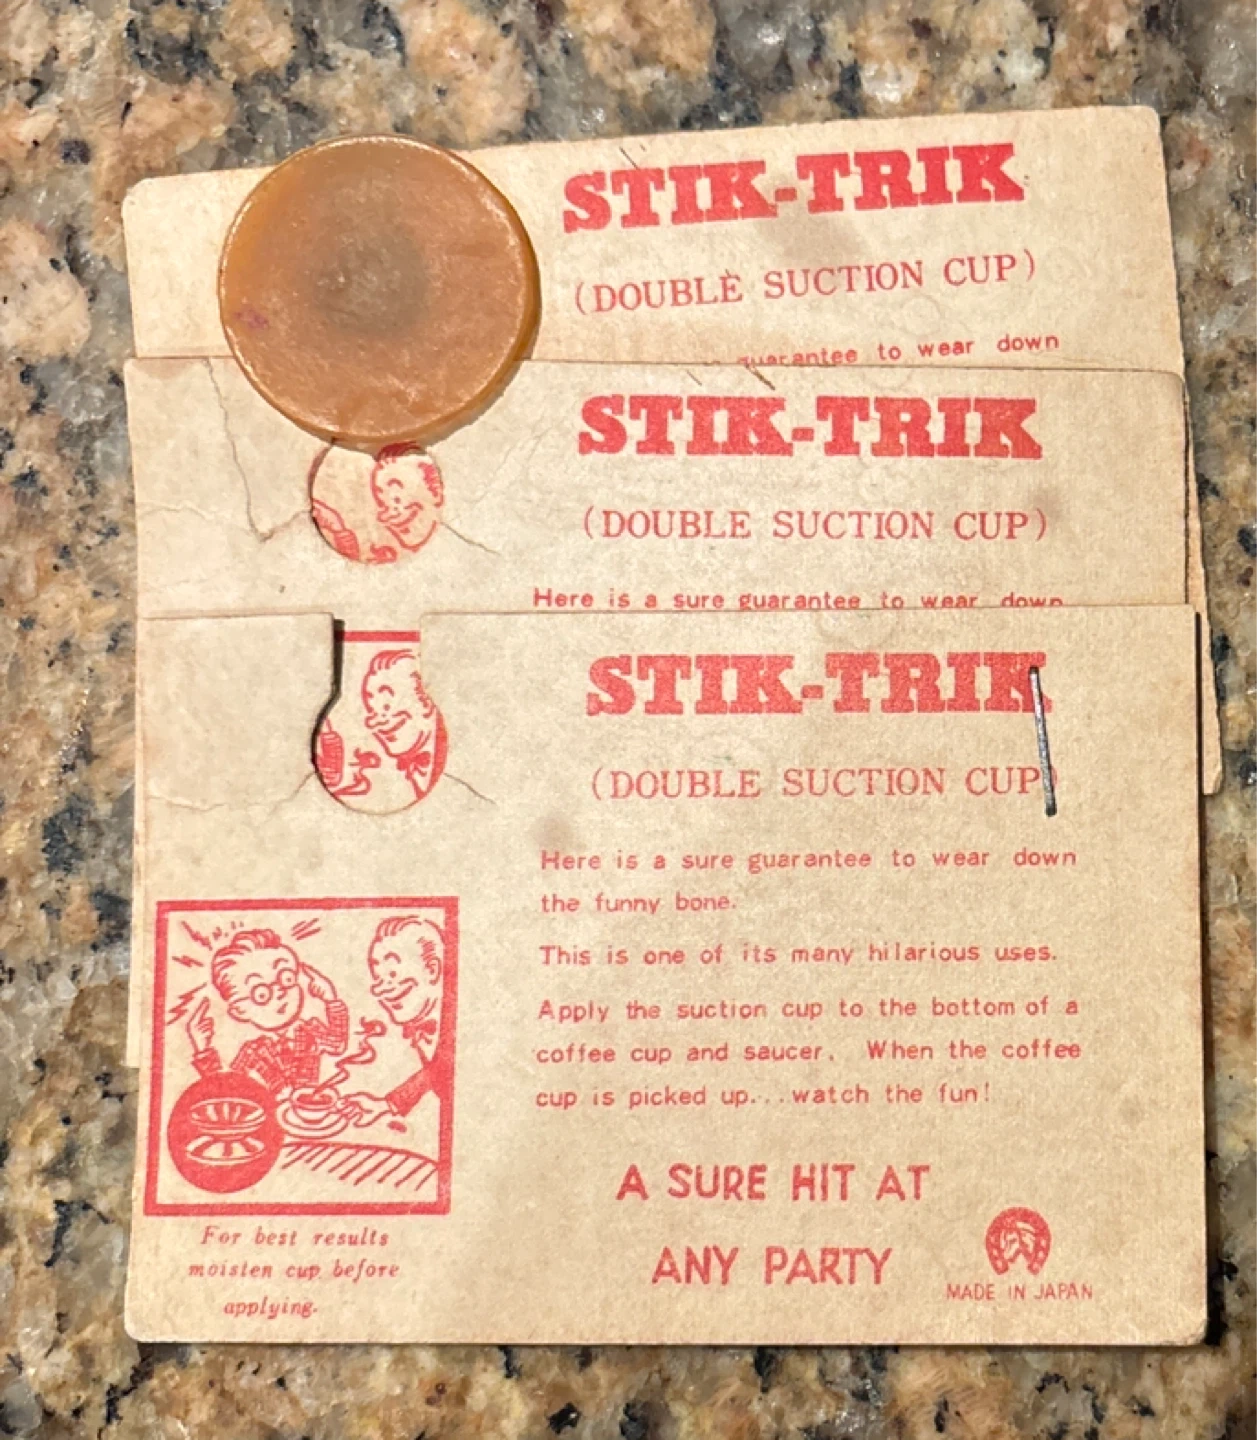 STIK-TRIK
(DOUBLE SUCTION CUP)
guarantee to wear down
STIK-TRIK
(DOUBLE SUCTION CUP)
Here is a sure guarantee to wear down
STIK-TRIK
(DOUBLE SUCTION CUP)
Here is a sure guarantee to wear down
the funny bone.
This is one of its many hilarious uses.
Apply the suction cup to the bottom of a
coffee cup and saucer. When the coffee
cup is picked up...watch the fun!
A SURE HIT AT
ANY PARTY
MADE IN JAPAN
For best results
moisten cup before
applying.